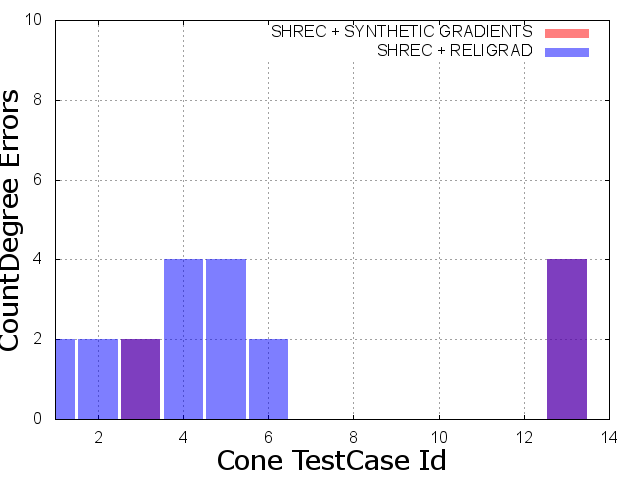 SHREC + SYNTHETIC GRADIENTS
SHREC + RELIGRAD
CountDegree Errors
10
8
6
4
2
0
2 4 6 8 10 12 14
Cone TestCase Id